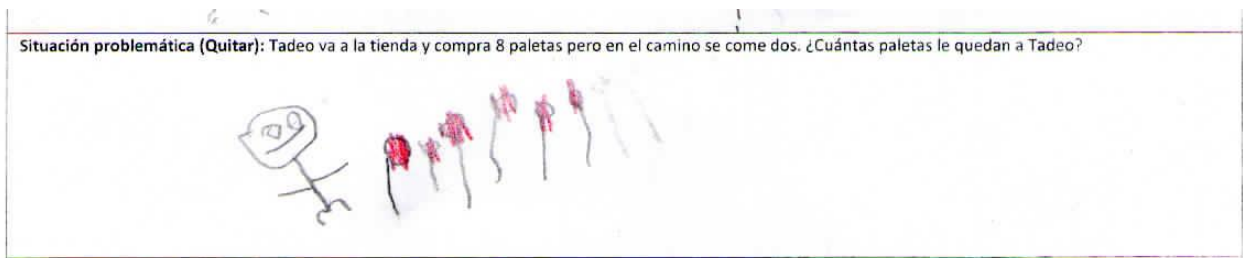 Situación problemática (Quitar): Tadeo va a la tienda y compra 8 paletas pero en el camino se come dos. ¿Cuántas paletas le quedan a Tadeo?